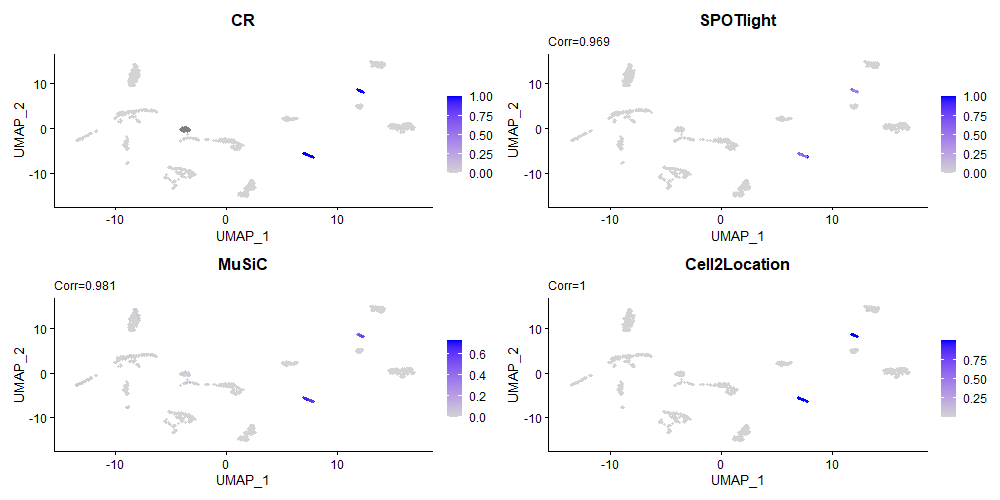 CR
UMAP_2
10
0
-10
-10
0
10
UMAP_1
1.00
0.75
0.50
0.25
0.00
SPOTlight
Corr=0.969
UMAP_2
10
0
-10
-10
0
10
UMAP_1
1.00
0.75
0.50
0.25
0.00
MuSiC
Corr=0.981
UMAP_2
10
0
-10
-10
0
10
UMAP_1
0.6
0.4
0.2
0.0
Cell2Location
Corr=1
UMAP_2
10
0
-10
-10
0
10
UMAP_1
0.75
0.50
0.25